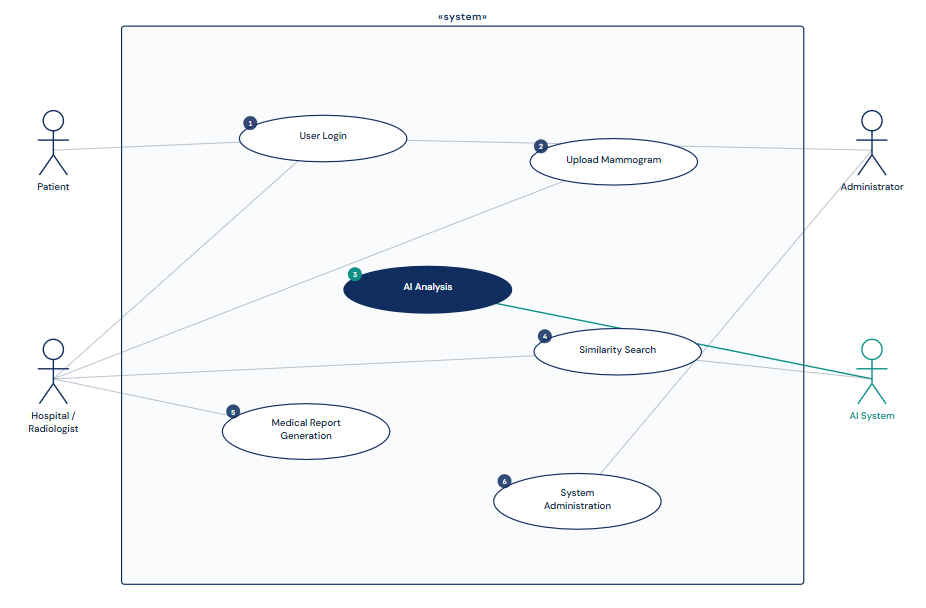 «system»
1
User Login
2
Upload Mammogram
Patient
Administrator
3
AI Analysis
4
Similarity Search
Hospital /
Radiologist
AI System
5
Medical Report
Generation
6
System
Administration